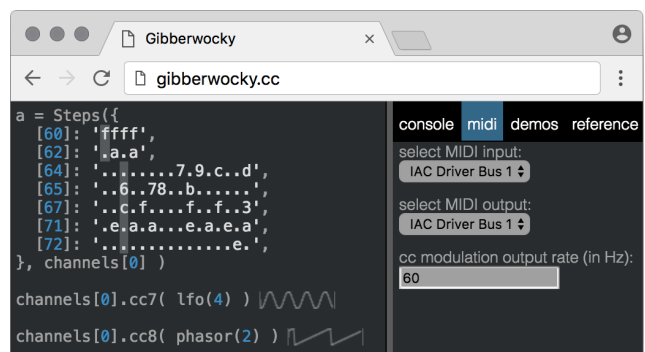 Gibberwocky
gibberwocky.cc
a = Steps({
[60]: 'ffff',
[62]: '.a.a',
[64]: '........7.9.c..d',
[65]: '..6..78..b......',
[67]: '..c.f....f..f..3',
[71]: '.e.a.a...e.a.e.a',
[72]: '.............e.',
}, channels[0] )
channels[0].cc7( lfo(4) )
channels[0].cc8( phasor(2) )
console midi demos reference
select MIDI input:
IAC Driver Bus 1
select MIDI output:
IAC Driver Bus 1
cc modulation output rate (in Hz):
60